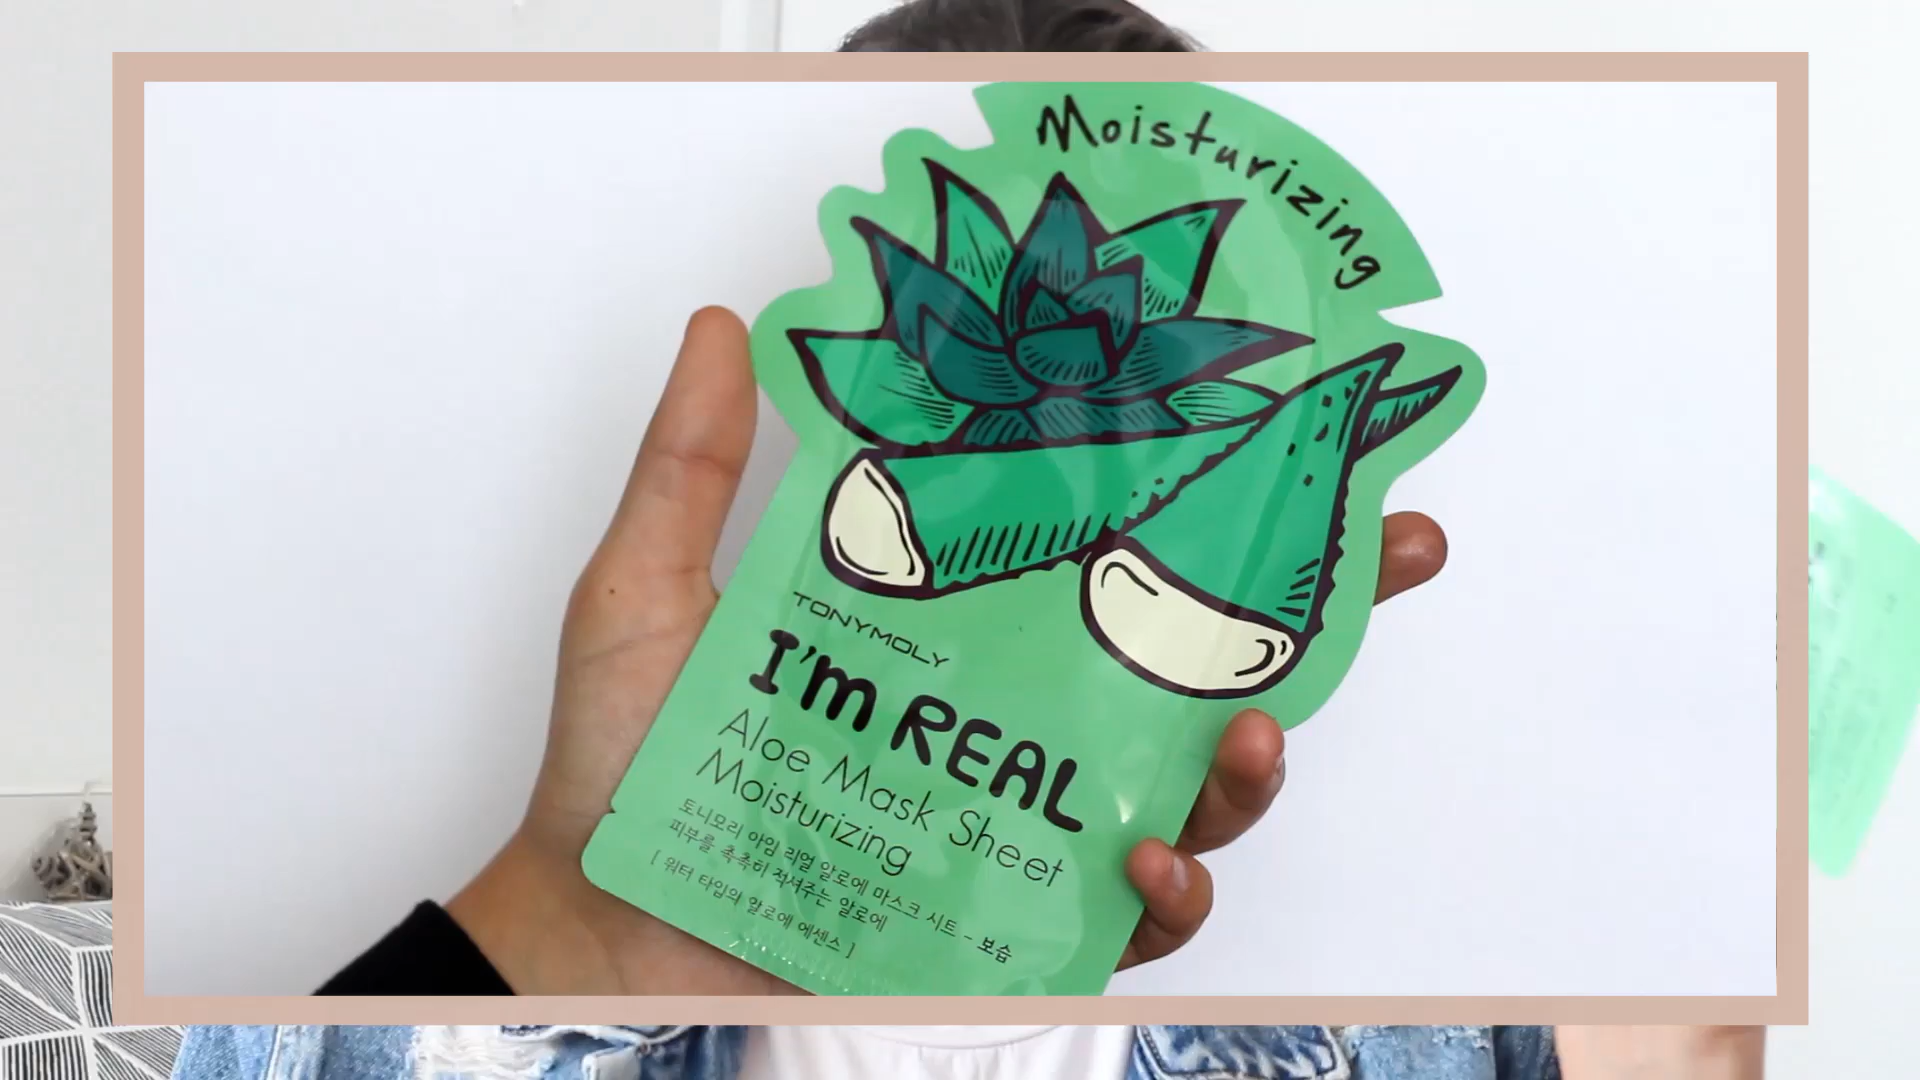 Moisturizing
TONYMOLY
I'm REAL
Aloe Mask Sheet
Moisturizing
토니모리 아임 리얼 알로에 마스크 시트 - 보습
피부를 촉촉히 적셔주는 알로에
[ 워터 타입의 알로에 에센스 ]